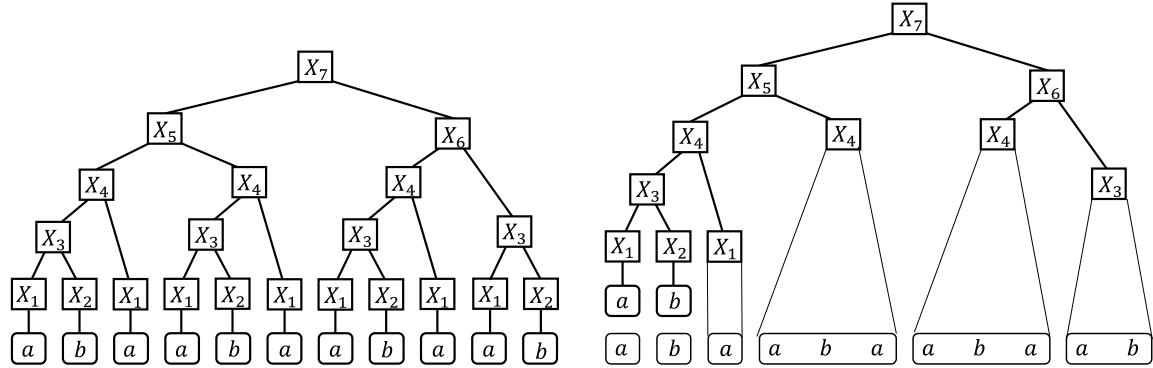 X₇
X₅ X₆
X₄ X₄ X₄
X₃ X₃ X₃ X₃
X₁ X₂ X₁ X₁ X₂ X₁ X₁ X₂ X₁ X₁ X₂
a b a a b a a b a a b
X₇
X₅ X₆
X₄ X₄ X₄
X₃ X₃
X₁ X₂ X₁
a b
a b a a b a a b a a b